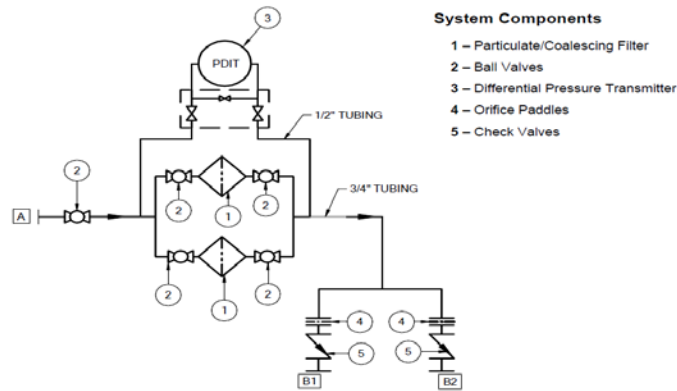 3
System Components
1 – Particulate/Coalescing Filter
2 – Ball Valves
3 – Differential Pressure Transmitter
4 – Orifice Paddles
5 – Check Valves
PDIT
1/2" TUBING
2
3/4" TUBING
A
2
1
2
2
1
2
4
4
5
5
B1
B2